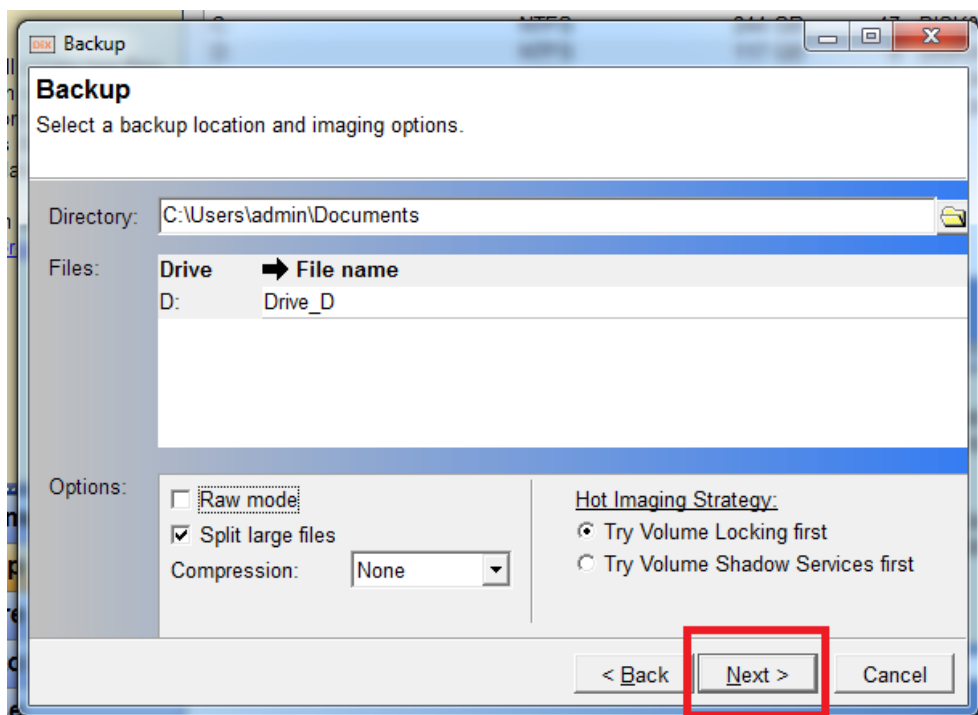 DiX Backup
Backup
Select a backup location and imaging options.
Directory: C:\Users\admin\Documents
Files: Drive ➡ File name
D: Drive_D
Options:
Raw mode
Split large files
Compression: None
Hot Imaging Strategy:
Try Volume Locking first
Try Volume Shadow Services first
< Back Next > Cancel